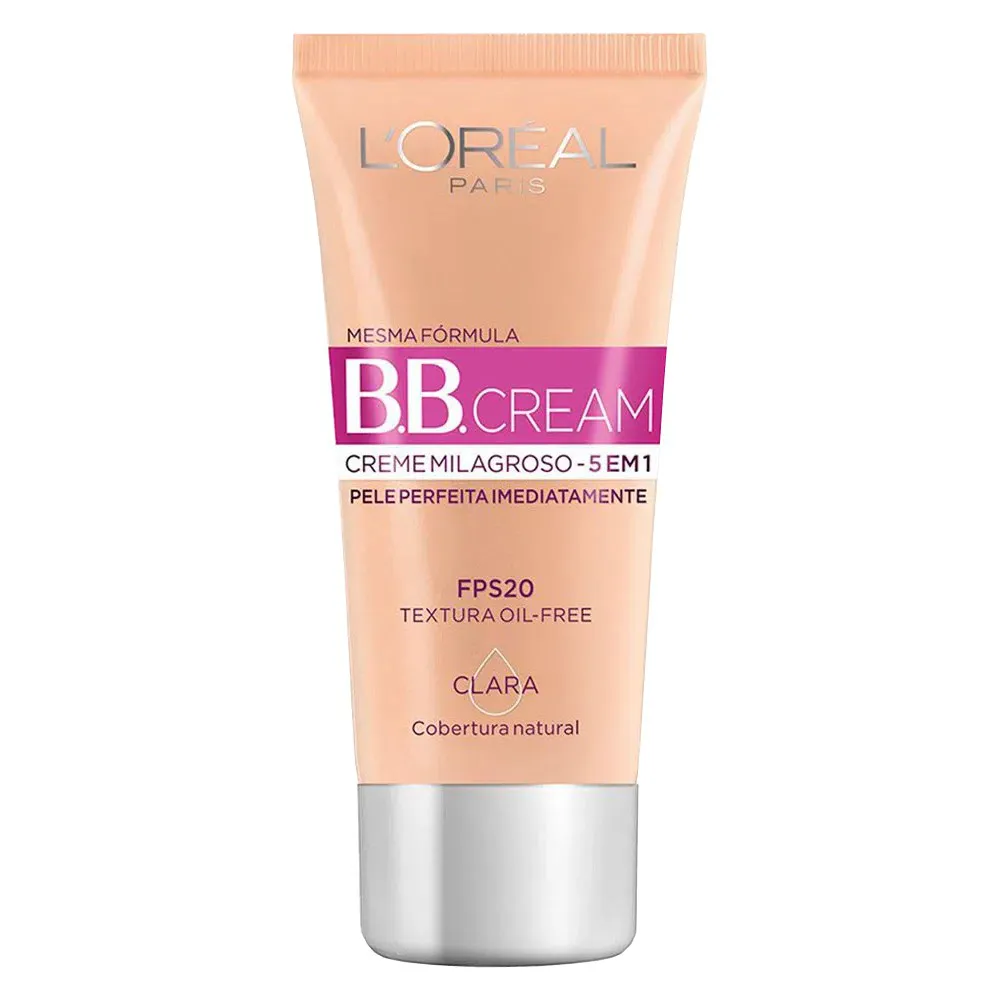 L'ORÉAL
PARIS
MESMA FÓRMULA
B.B. CREAM
CREME MILAGROSO - 5 EM 1
PELE PERFEITA IMEDIATAMENTE
FPS20
TEXTURA OIL-FREE
CLARA
Cobertura natural